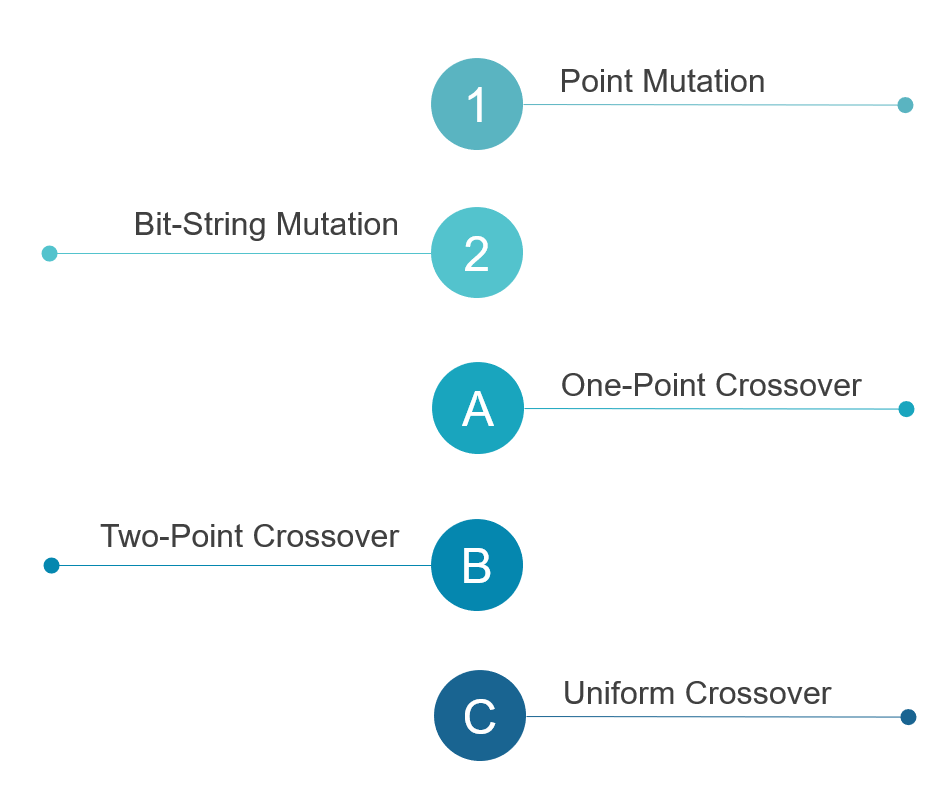 1
Point Mutation
Bit-String Mutation
2
A
One-Point Crossover
Two-Point Crossover
B
C
Uniform Crossover